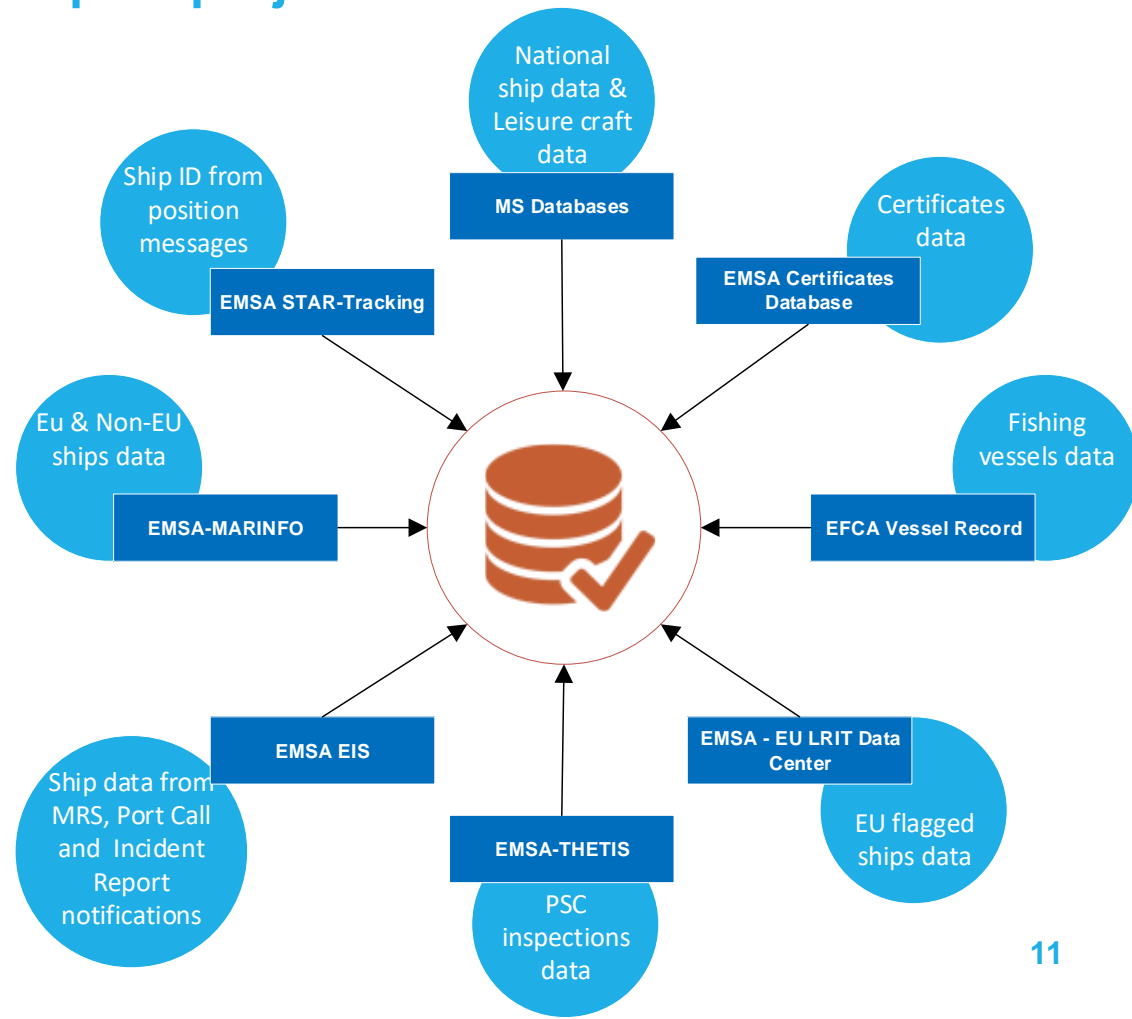 National
ship data &
Leisure craft
data
MS Databases
Ship ID from
position
messages
EMSA STAR-Tracking
Certificates
data
EMSA Certificates
Database
Eu & Non-EU
ships data
EMSA-MARINFO
Fishing
vessels data
EFCA Vessel Record
EMSA EIS
Ship data from
MRS, Port Call
and Incident
Report
notifications
EMSA - EU LRIT Data
Center
EU flagged
ships data
EMSA-THETIS
PSC
inspections
data
11